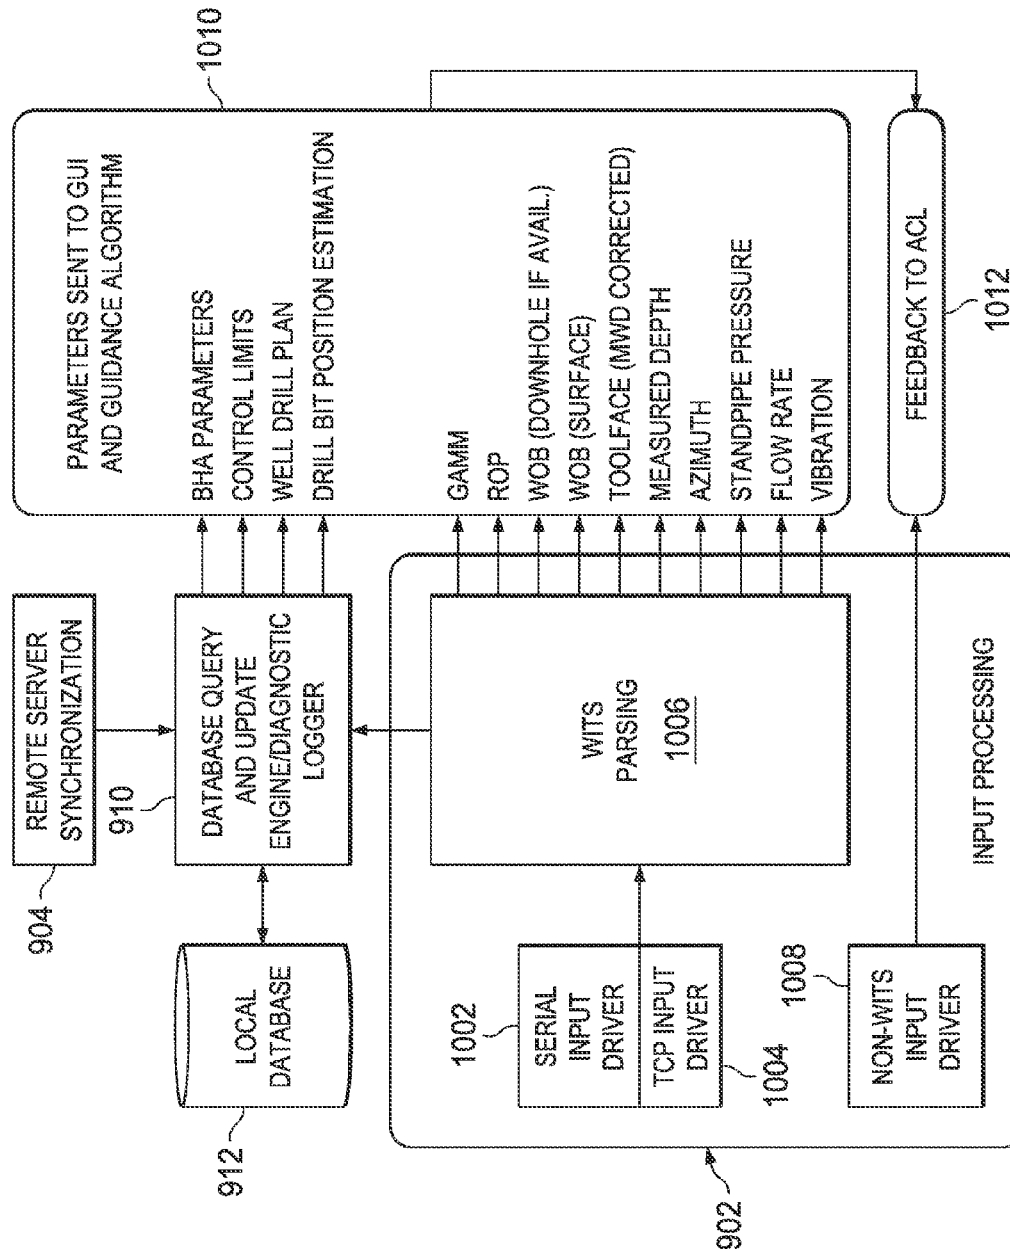 904
REMOTE SERVER
SYNCHRONIZATION
912
LOCAL
DATABASE
910
DATABASE QUERY
AND UPDATE
ENGINE/DIAGNOSTIC
LOGGER
902
1002
SERIAL
INPUT
DRIVER
TCP INPUT
DRIVER
1004
WITS
PARSING
1006
1008
NON-WITS
INPUT
DRIVER
INPUT PROCESSING
1010
PARAMETERS SENT TO GUI
AND GUIDANCE ALGORITHM
BHA PARAMETERS
CONTROL LIMITS
WELL DRILL PLAN
DRILL BIT POSITION ESTIMATION
GAMM
ROP
WOB (DOWNHOLE IF AVAIL.)
WOB (SURFACE)
TOOLFACE (MWD CORRECTED)
MEASURED DEPTH
AZIMUTH
STANDPIPE PRESSURE
FLOW RATE
VIBRATION
FEEDBACK TO ACL
1012